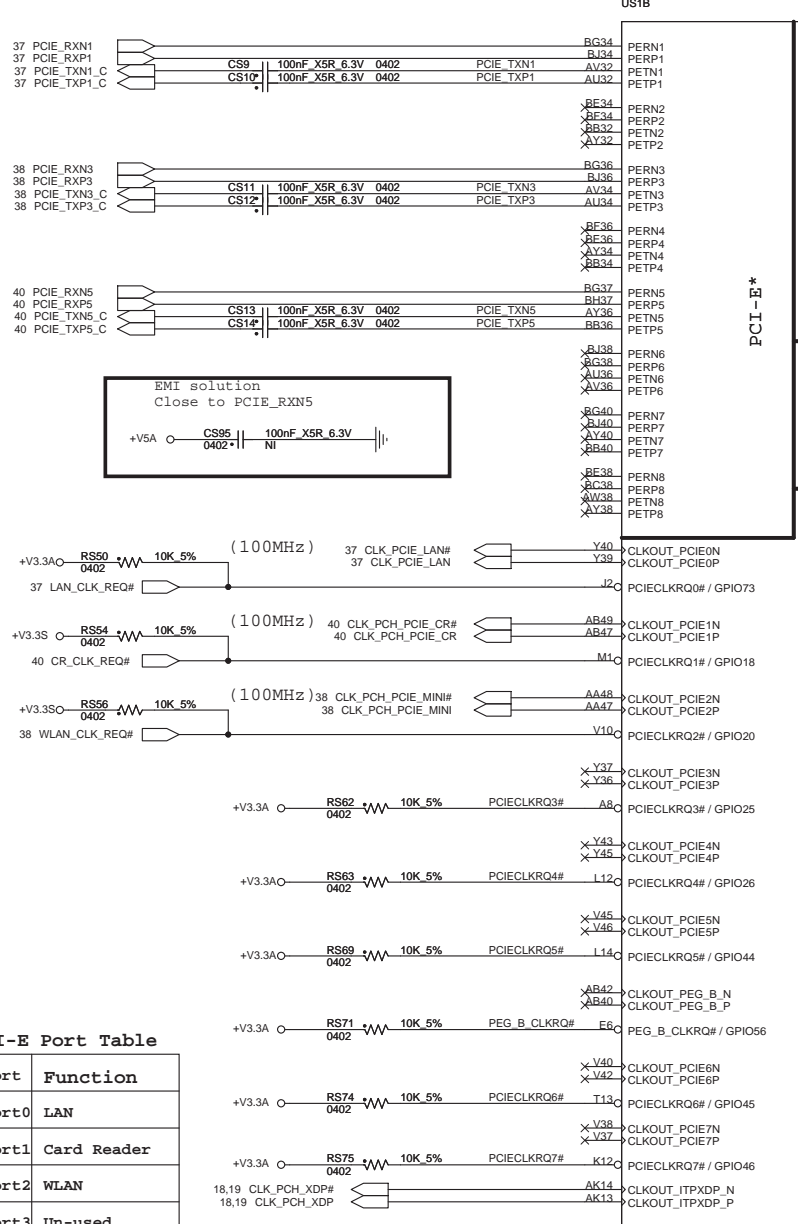 US1B
37 PCIE_RXN1 BG34 PERN1
37 PCIE_RXP1 BJ34 PERP1
37 PCIE_TXN1_C CS9 100nF_X5R_6.3V 0402 PCIE_TXN1 AV32 PETN1
37 PCIE_TXP1_C CS10 PCIE_TXP1 AU32 PETP1
100nF_X5R_6.3V 0402
BE34 PERN2
BF34 PERP2
BB32 PETN2
AY32 PETP2
38 PCIE_RXN3 BG36 PERN3
38 PCIE_RXP3 BJ36 PERP3
38 PCIE_TXN3_C CS11 100nF_X5R_6.3V 0402 PCIE_TXN3 AV34 PETN3
38 PCIE_TXP3_C CS12 100nF_X5R_6.3V 0402 PCIE_TXP3 AU34 PETP3
BF36 PERN4
BE36 PERP4
AY34 PETN4
BB34 PETP4
PCI-E*
40 PCIE_RXN5 BG37 PERN5
40 PCIE_RXP5 BH37 PERP5
40 PCIE_TXN5_C CS13 100nF_X5R_6.3V 0402 PCIE_TXN5 AY36 PETN5
40 PCIE_TXP5_C CS14 100nF_X5R_6.3V 0402 PCIE_TXP5 BB36 PETP5
BJ38 PERN6
BG38 PERP6
AU36 PETN6
AV36 PETP6
EMI solution
Close to PCIE_RXN5
+V5A CS95 100nF_X5R_6.3V
0402 NI
BG40 PERN7
BJ40 PERP7
AY40 PETN7
BB40 PETP7
BE38 PERN8
BC38 PERP8
AW38 PETN8
AY38 PETP8
(100MHz) 37 CLK_PCIE_LAN# Y40 CLKOUT_PCIE0N
+V3.3A RS50 10K_5% 37 CLK_PCIE_LAN Y39 CLKOUT_PCIE0P
0402
37 LAN_CLK_REQ# J2 PCIECLKRQ0# / GPIO73
(100MHz) 40 CLK_PCH_PCIE_CR# AB49 CLKOUT_PCIE1N
+V3.3S RS54 10K_5% 40 CLK_PCH_PCIE_CR AB47 CLKOUT_PCIE1P
0402
40 CR_CLK_REQ# M1 PCIECLKRQ1# / GPIO18
(100MHz) 38 CLK_PCH_PCIE_MINI# AA48 CLKOUT_PCIE2N
+V3.3S RS56 10K_5% 38 CLK_PCH_PCIE_MINI AA47 CLKOUT_PCIE2P
0402
38 WLAN_CLK_REQ# V10 PCIECLKRQ2# / GPIO20
Y37 CLKOUT_PCIE3N
Y36 CLKOUT_PCIE3P
+V3.3A RS62 10K_5% PCIECLKRQ3# A8 PCIECLKRQ3# / GPIO25
0402
Y43 CLKOUT_PCIE4N
Y45 CLKOUT_PCIE4P
+V3.3A RS63 10K_5% PCIECLKRQ4# L12 PCIECLKRQ4# / GPIO26
0402
V45 CLKOUT_PCIE5N
V46 CLKOUT_PCIE5P
+V3.3A RS69 10K_5% PCIECLKRQ5# L14 PCIECLKRQ5# / GPIO44
0402
AB42 CLKOUT_PEG_B_N
AB40 CLKOUT_PEG_B_P
+V3.3A RS71 10K_5% PEG_B_CLKRQ# E6 PEG_B_CLKRQ# / GPIO56
0402
V40 CLKOUT_PCIE6N
V42 CLKOUT_PCIE6P
+V3.3A RS74 10K_5% PCIECLKRQ6# T13 PCIECLKRQ6# / GPIO45
0402
V38 CLKOUT_PCIE7N
V37 CLKOUT_PCIE7P
+V3.3A RS75 10K_5% PCIECLKRQ7# K12 PCIECLKRQ7# / GPIO46
0402
18,19 CLK_PCH_XDP# AK14 CLKOUT_ITPXDP_N
18,19 CLK_PCH_XDP AK13 CLKOUT_ITPXDP_P
I-E Port Table
ort Function
ort0 LAN
ort1 Card Reader
ort2 WLAN
ort3 Un-used